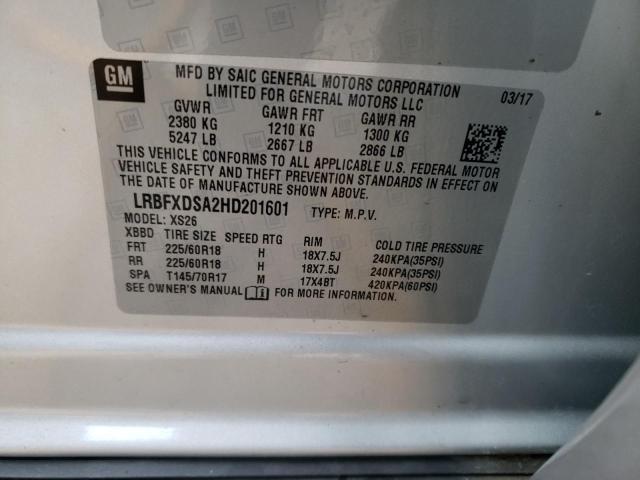 GM
MFD BY SAIC GENERAL MOTORS CORPORATION
LIMITED FOR GENERAL MOTORS LLC
03/17
GVWR GAWR FRT GAWR RR
2380 KG 1210 KG 1300 KG
5247 LB 2667 LB 2866 LB
THIS VEHICLE CONFORMS TO ALL APPLICABLE U.S. FEDERAL MOTOR
VEHICLE SAFETY AND THEFT PREVENTION STANDARDS IN EFFECT ON
THE DATE OF MANUFACTURE SHOWN ABOVE.
LRBFXDSA2HD201601 TYPE: M.P.V.
MODEL: XS26
XBBD TIRE SIZE SPEED RTG RIM COLD TIRE PRESSURE
FRT 225/60R18 H 18X7.5J 240KPA(35PSI)
RR 225/60R18 H 18X7.5J 240KPA(35PSI)
SPA T145/70R17 M 17X4BT 420KPA(60PSI)
SEE OWNER'S MANUAL FOR MORE INFORMATION.